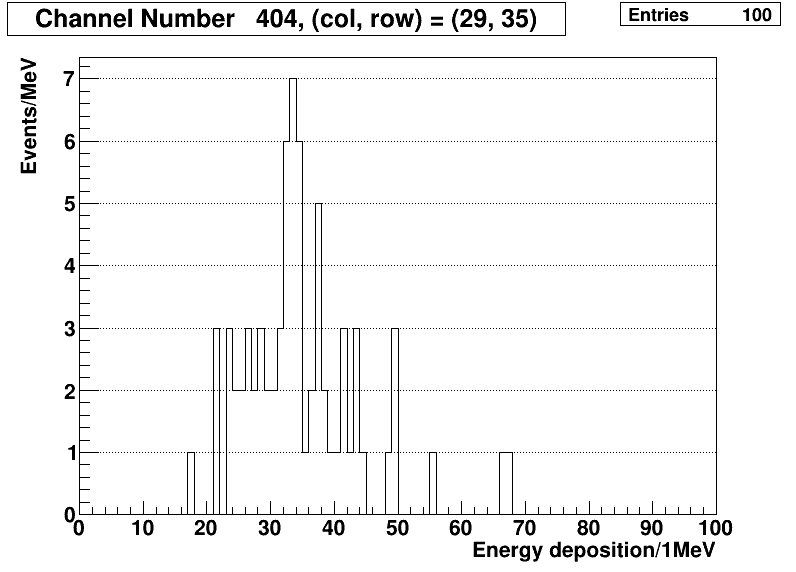 Channel Number 404, (col, row) = (29, 35)
Entries 100
Events/MeV
7
6
5
4
3
2
1
0
0 10 20 30 40 50 60 70 80 90 100
Energy deposition/1MeV